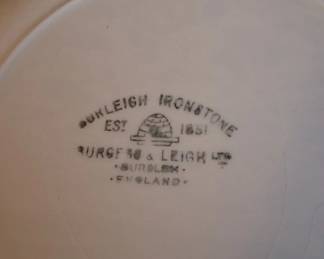 BURLEIGH IRONSTONE
EST 1851
BURGESS & LEIGH LTD
·BURSLEM·
·ENGLAND·